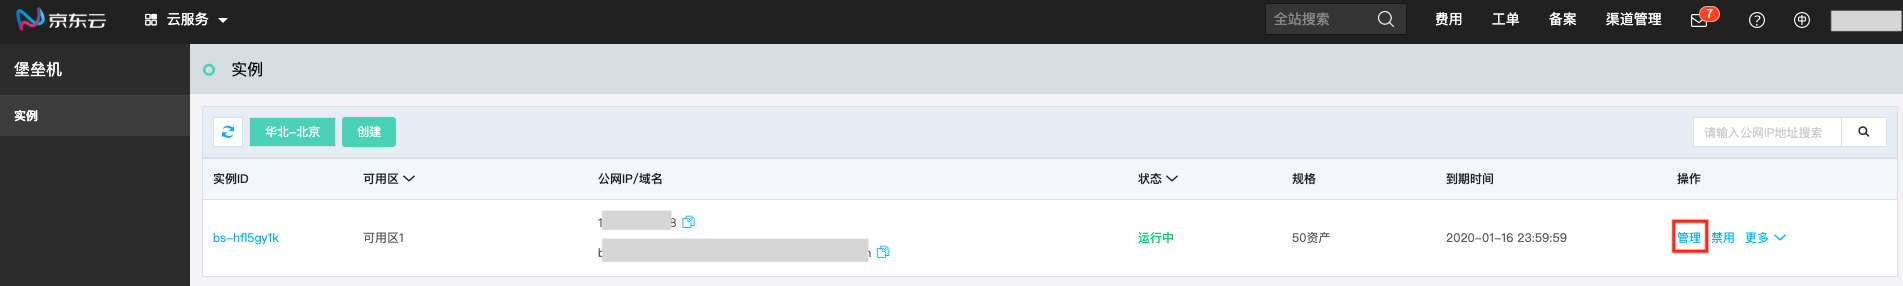 京东云 云服务 全站搜索 费用 工单 备案 渠道管理 7
堡垒机 实例
实例
华北-北京 创建 请输入公网IP地址搜索
实例ID 可用区 公网IP/域名 状态 规格 到期时间 操作
bs-hfl5gy1k 可用区1 运行中 50资产 2020-01-16 23:59:59 管理 禁用 更多